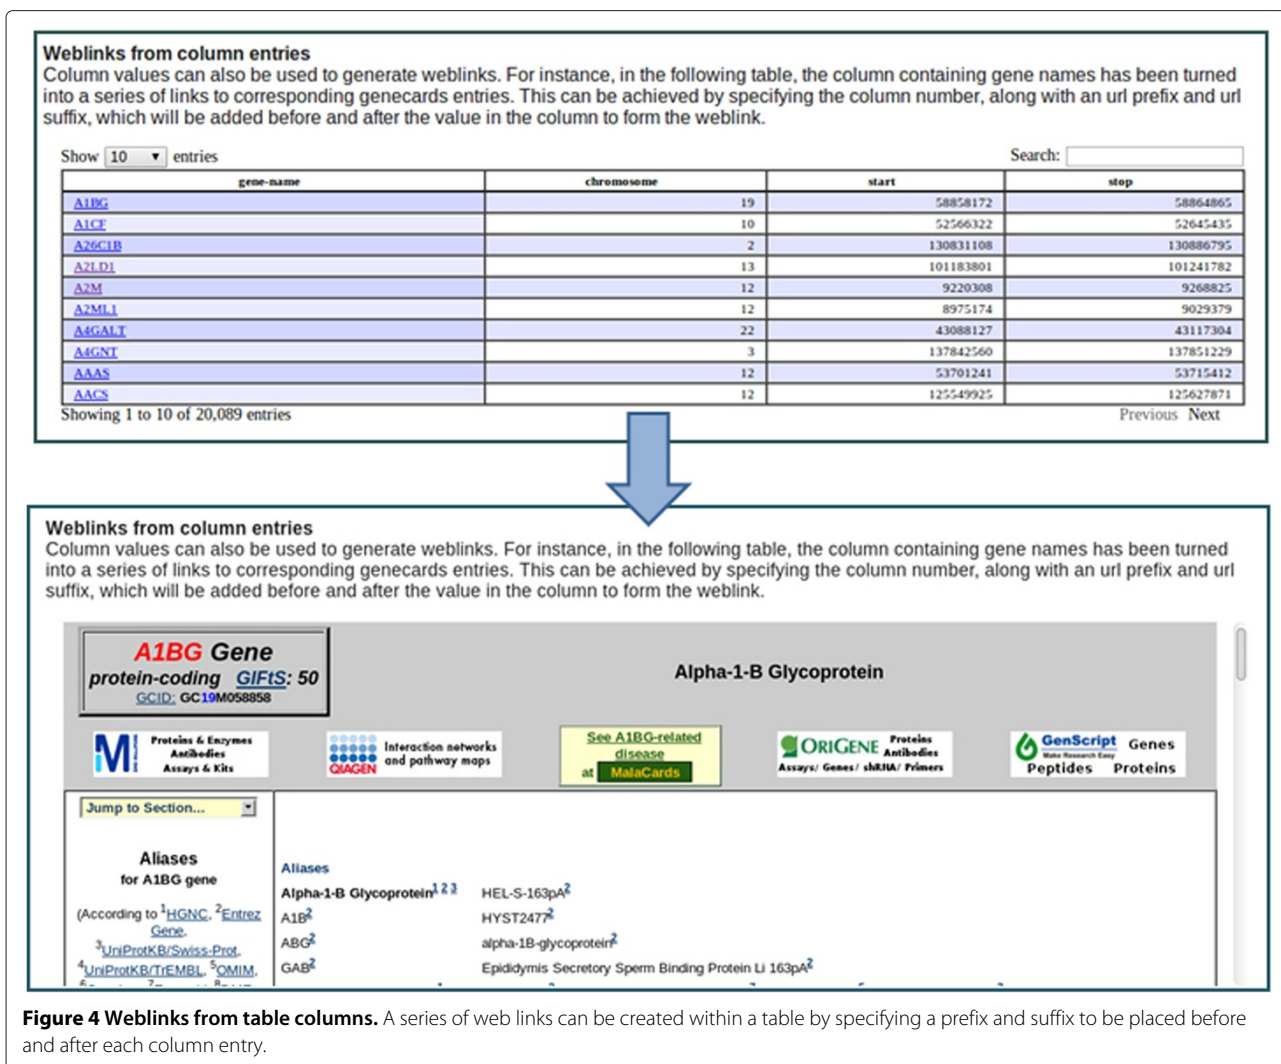 Weblinks from column entries
Column values can also be used to generate weblinks. For instance, in the following table, the column containing gene names has been turned
into a series of links to corresponding genecards entries. This can be achieved by specifying the column number, along with an url prefix and url
suffix, which will be added before and after the value in the column to form the weblink.
Show 10 entries Search:
gene-name chromosome start stop
A1BG 19 58858172 58864865
A1CF 10 52566322 52645435
A26C1B 2 130831108 130886795
A2LD1 13 101183801 101241782
A2M 12 9220308 9268825
A2ML1 12 8975174 9029379
A4GALT 22 43088127 43117304
A4GNT 3 137842560 137851229
AAAS 12 53701241 53715412
AACS 12 125549925 125627871
Showing 1 to 10 of 20,089 entries Previous Next
Weblinks from column entries
Column values can also be used to generate weblinks. For instance, in the following table, the column containing gene names has been turned
into a series of links to corresponding genecards entries. This can be achieved by specifying the column number, along with an url prefix and url
suffix, which will be added before and after the value in the column to form the weblink.
A1BG Gene
protein-coding GIFtS: 50
GCID: GC19M058858
Alpha-1-B Glycoprotein
Proteins & Enzymes
Antibodies
Assays & Kits
QIAGEN
Interaction networks
and pathway maps
See A1BG-related
disease
at MalaCards
ORIGENE Proteins
Antibodies
Assays/ Genes/ shRNA/ Primers
GenScript Genes
Make Research Easy
Peptides Proteins
Jump to Section...
Aliases
for A1BG gene
(According to 1HGNC, 2Entrez
Gene,
3UniProtKB/Swiss-Prot,
4UniProtKB/TrEMBL, 5OMIM,
Aliases
Alpha-1-B Glycoprotein1 2 3 HEL-S-163pA2
A1B2 HYST24772
ABG2 alpha-1B-glycoprotein2
GAB2 Epididymis Secretory Sperm Binding Protein Li 163pA2
Figure 4 Weblinks from table columns. A series of web links can be created within a table by specifying a prefix and suffix to be placed before
and after each column entry.